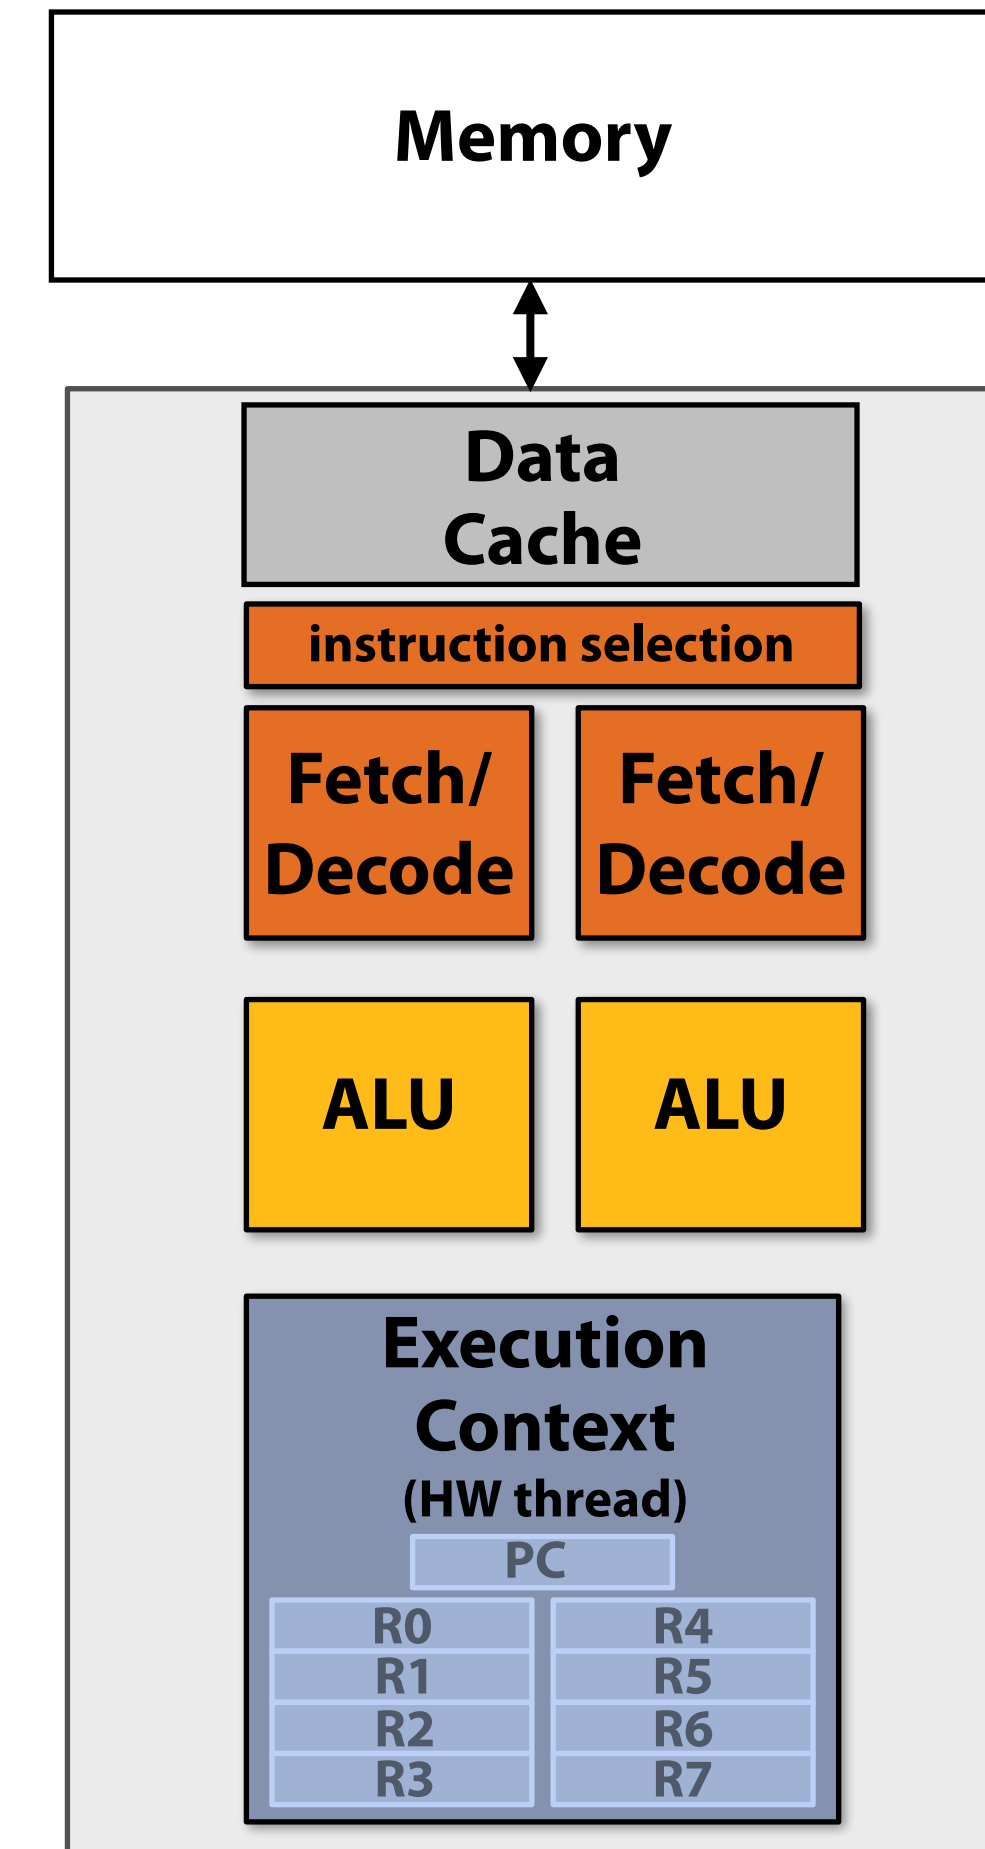 Memory
Data
Cache
instruction selection
Fetch/
Decode
Fetch/
Decode
ALU
ALU
Execution
Context
(HW thread)
PC
R0
R1
R2
R3
R4
R5
R6
R7